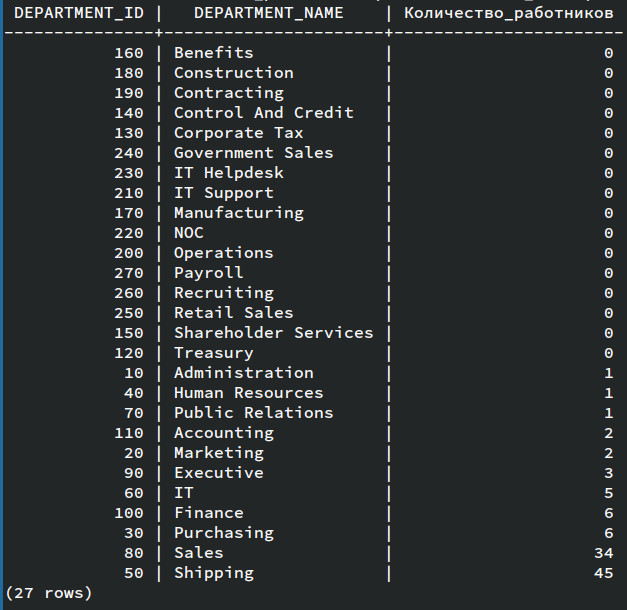 DEPARTMENT_ID | DEPARTMENT_NAME | Количество_работников
---------------+----------------------+-----------------------
160 | Benefits | 0
180 | Construction | 0
190 | Contracting | 0
140 | Control And Credit | 0
130 | Corporate Tax | 0
240 | Government Sales | 0
230 | IT Helpdesk | 0
210 | IT Support | 0
170 | Manufacturing | 0
220 | NOC | 0
200 | Operations | 0
270 | Payroll | 0
260 | Recruiting | 0
250 | Retail Sales | 0
150 | Shareholder Services | 0
120 | Treasury | 0
10 | Administration | 1
40 | Human Resources | 1
70 | Public Relations | 1
110 | Accounting | 2
20 | Marketing | 2
90 | Executive | 3
60 | IT | 5
100 | Finance | 6
30 | Purchasing | 6
80 | Sales | 34
50 | Shipping | 45
(27 rows)